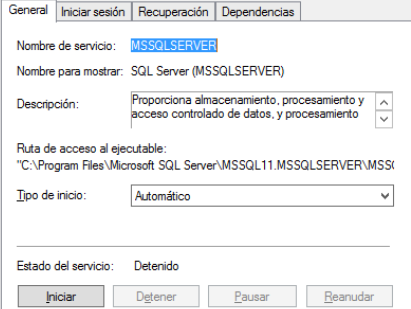 General Iniciar sesión Recuperación Dependencias
Nombre de servicio: MSSQLSERVER
Nombre para mostrar: SQL Server (MSSQLSERVER)
Descripción: Proporciona almacenamiento, procesamiento y
acceso controlado de datos, y procesamiento
Ruta de acceso al ejecutable:
"C:\Program Files\Microsoft SQL Server\MSSQL11.MSSQLSERVER\MSSQ
Tipo de inicio: Automático
Estado del servicio: Detenido
Iniciar Detener Pausar Reanudar